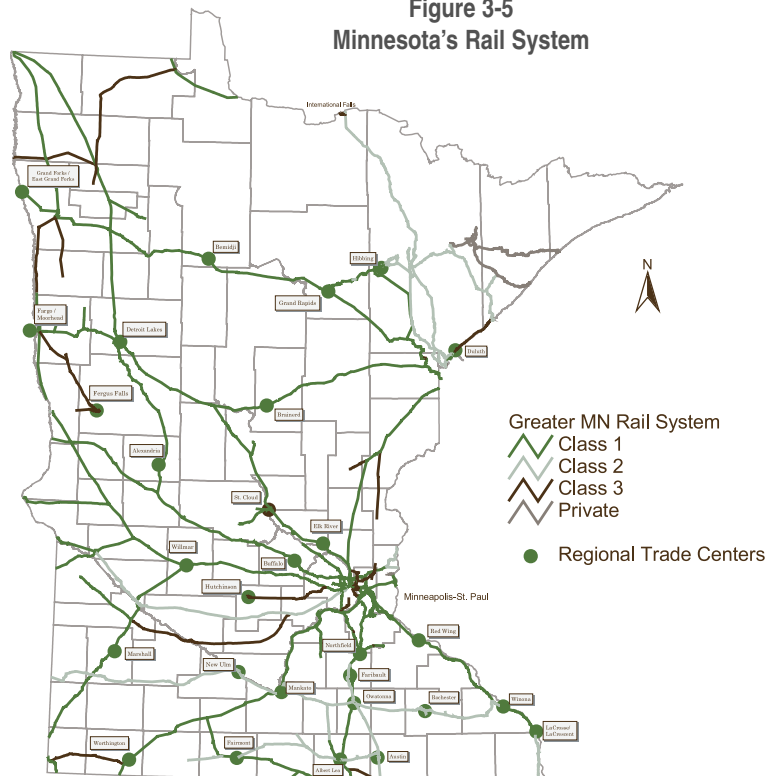 Figure 3-5
Minnesota's Rail System
International Falls
Grand Forks /
East Grand Forks
Bemidji
Hibbing
Grand Rapids
N
Fargo /
Moorhead
Detroit Lakes
Duluth
Fergus Falls
Brainerd
Greater MN Rail System
Class 1
Class 2
Class 3
Private
Regional Trade Centers
Alexandria
St. Cloud
Elk River
Willmar
Buffalo
Hutchinson
Minneapolis-St. Paul
Red Wing
Northfield
Marshall
New Ulm
Faribault
Mankato
Owatonna
Rochester
Winona
LaCrosse/
LaCrescent
Worthington
Fairmont
Austin
Albert Lea